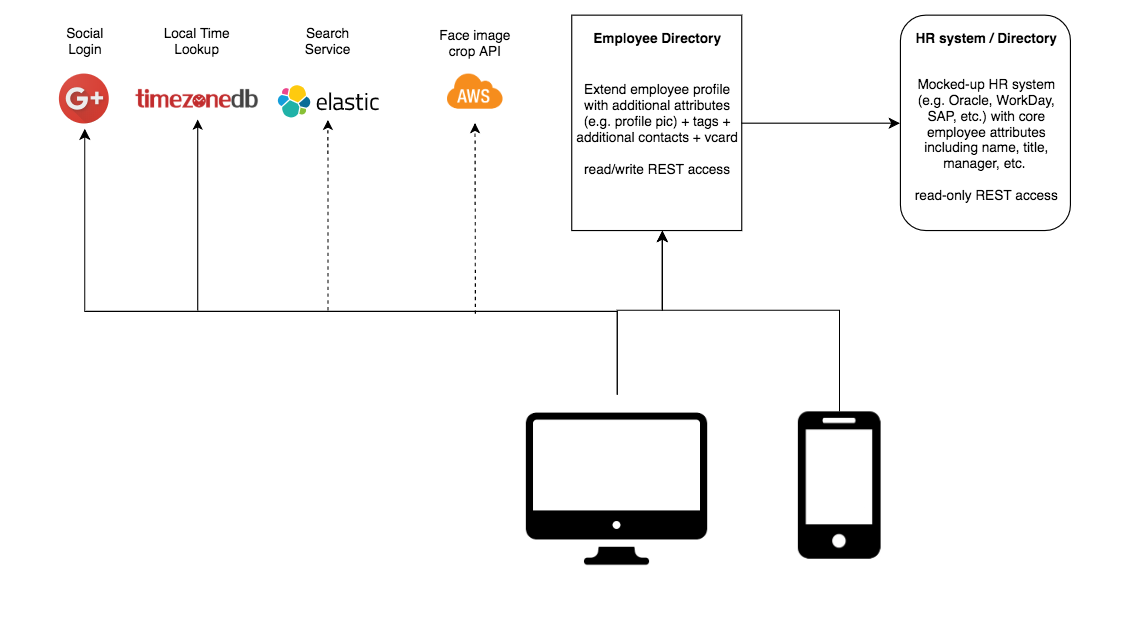 Social
Login
G+
Local Time
Lookup
timezonedb
Search
Service
elastic
Face image
crop API
AWS
Employee Directory
Extend employee profile
with additional attributes
(e.g. profile pic) + tags +
additional contacts + vcard
read/write REST access
HR system / Directory
Mocked-up HR system
(e.g. Oracle, WorkDay,
SAP, etc.) with core
employee attributes
including name, title,
manager, etc.
read-only REST access